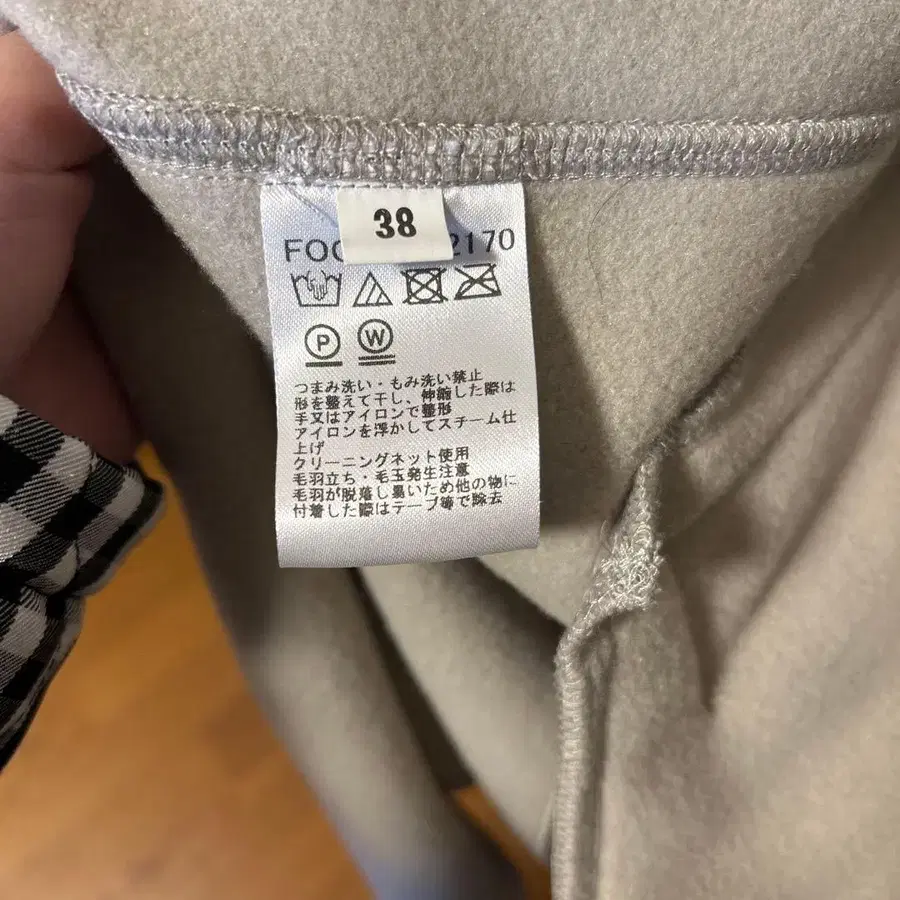 38
FOC 2170
P W
つまみ洗い・もみ洗い禁止
形を整えて干し、伸縮した際は
手又はアイロンで整形
アイロンを浮かしてスチーム仕
上げ
クリーニングネット使用
毛羽立ち・毛玉発生注意
毛羽が脱落し易いため他の物に
付着した際はテープ等で除去